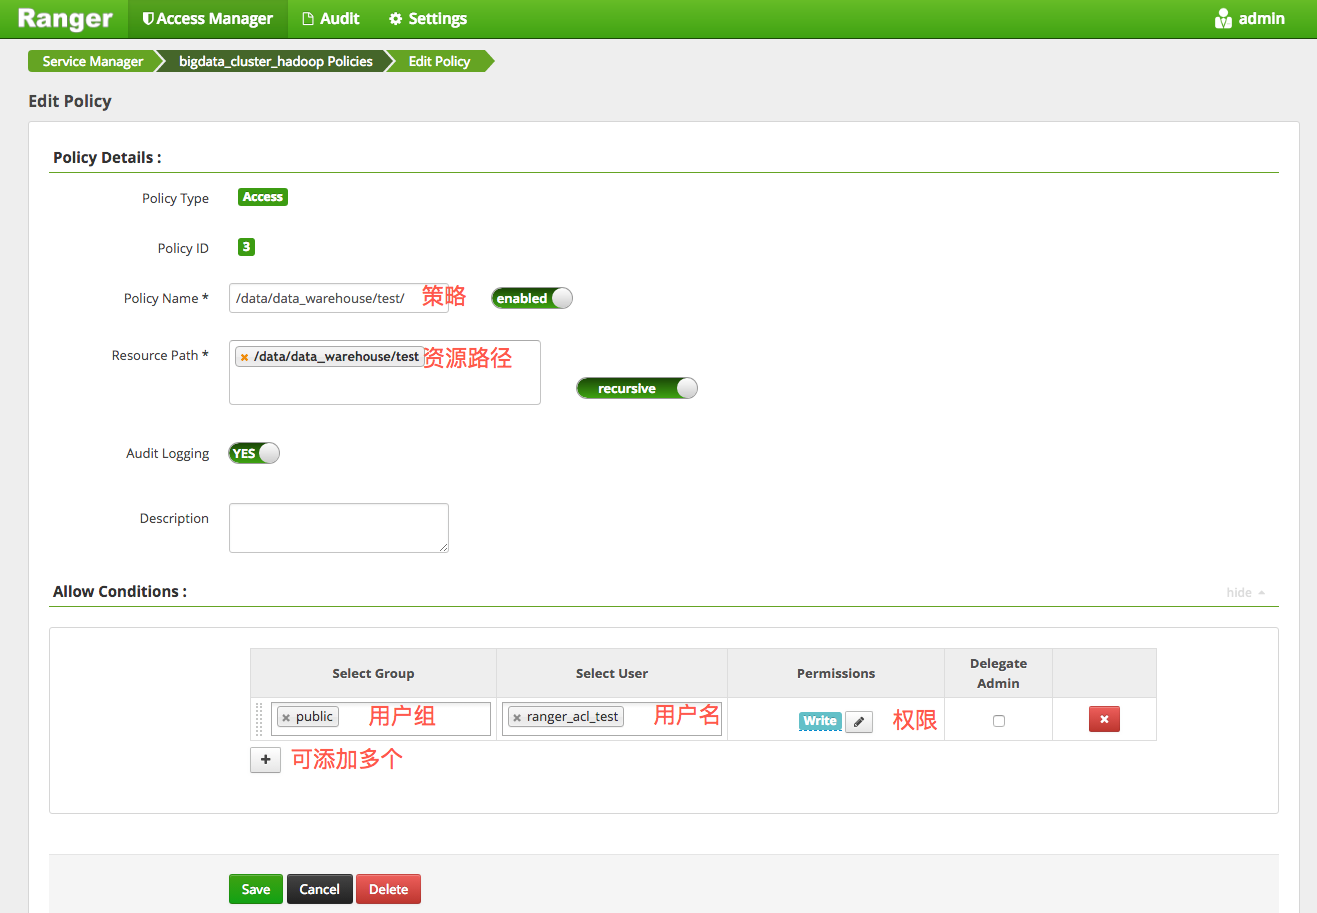 Ranger Access Manager Audit Settings admin
Service Manager bigdata_cluster_hadoop Policies Edit Policy
Edit Policy
Policy Details :
Policy Type Access
Policy ID 3
Policy Name * /data/data_warehouse/test/ 策略 enabled
Resource Path * /data/data_warehouse/test 资源路径
recursive
Audit Logging YES
Description
Allow Conditions : hide
Select Group Select User Permissions Delegate Admin
public 用户组 ranger_acl_test 用户名 Write 权限
+ 可添加多个
Save Cancel Delete